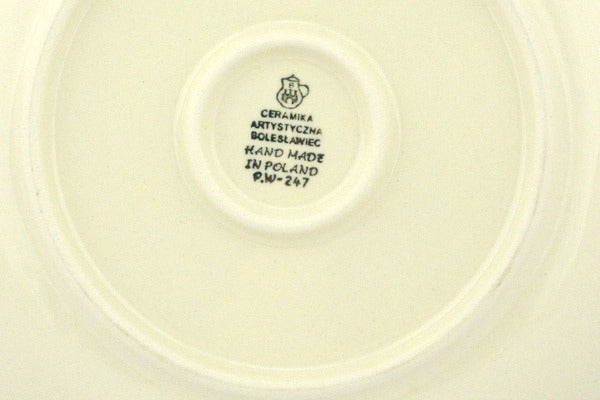 CERAMIKA
ARTYSTYCZNA
BOLESŁAWIEC
HAND MADE
IN POLAND
P.W-247